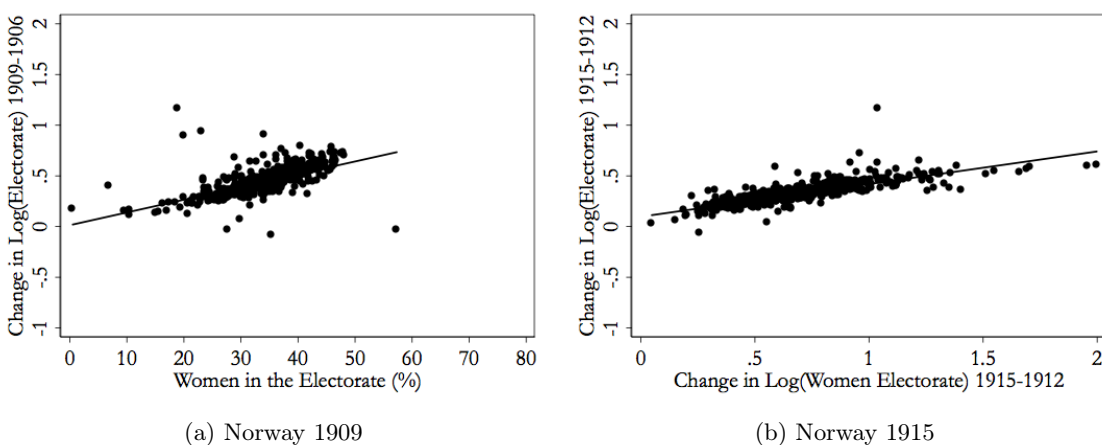 Change in Log(Electorate) 1909-1906
2
1.5
1
.5
0
-.5
-1
0 10 20 30 40 50 60 70 80
Women in the Electorate (%)
(a) Norway 1909
Change in Log(Electorate) 1915-1912
2
1.5
1
.5
0
-.5
-1
0 .5 1 1.5 2
Change in Log(Women Electorate) 1915-1912
(b) Norway 1915